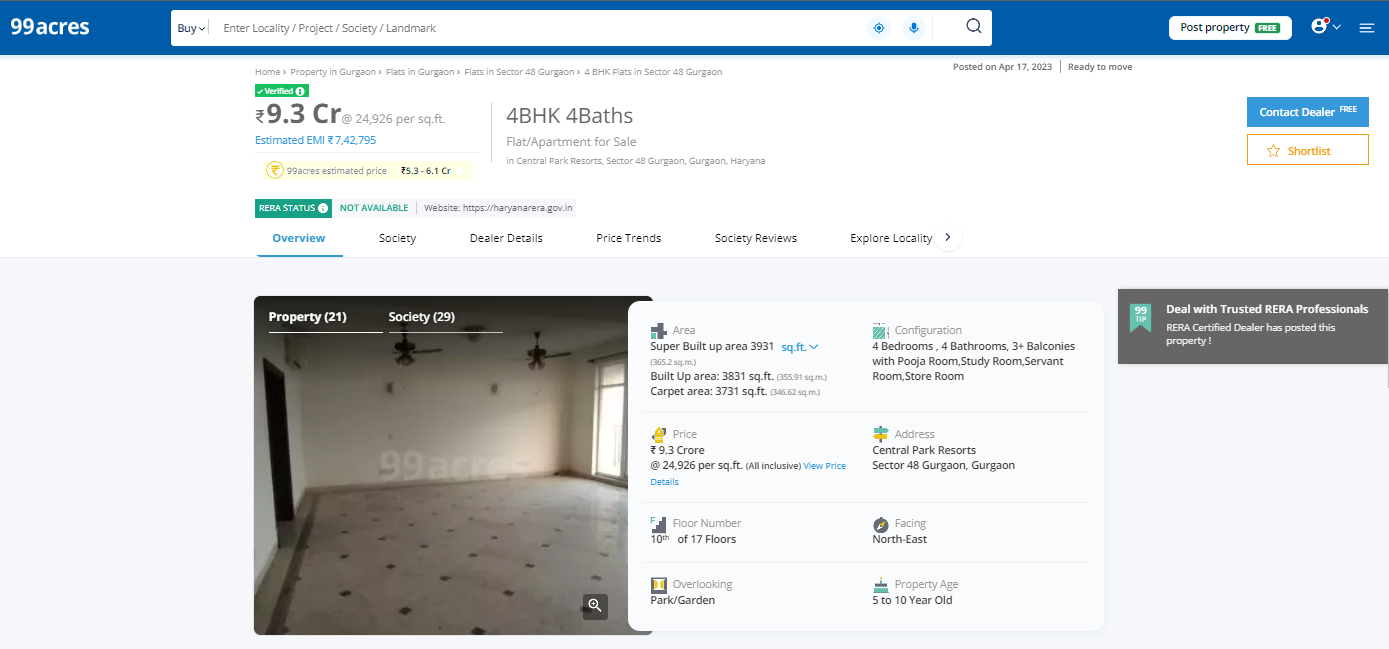 99acres
Buy
Enter Locality / Project / Society / Landmark
Post property FREE
Home > Property in Gurgaon > Flats in Gurgaon > Flats in Sector 48 Gurgaon > 4 BHK Flats in Sector 48 Gurgaon
Posted on Apr 17, 2023 | Ready to move
Verified
₹9.3 Cr @ 24,926 per sq.ft.
Estimated EMI ₹7,42,795
99acres estimated price ₹5.3 - 6.1 Cr
4BHK 4Baths
Flat/Apartment for Sale
in Central Park Resorts, Sector 48 Gurgaon, Gurgaon, Haryana
Contact Dealer FREE
Shortlist
RERA STATUS NOT AVAILABLE Website: https://haryanarera.gov.in
Overview Society Dealer Details Price Trends Society Reviews Explore Locality
Property (21) Society (29)
99acres
Area
Super Built up area 3931 sq.ft.
(365.2 sq.m.)
Built Up area: 3831 sq.ft. (355.91 sq.m.)
Carpet area: 3731 sq.ft. (346.62 sq.m.)
Configuration
4 Bedrooms , 4 Bathrooms, 3+ Balconies
with Pooja Room,Study Room,Servant
Room,Store Room
Price
₹ 9.3 Crore
@ 24,926 per sq.ft. (All inclusive) View Price
Details
Address
Central Park Resorts
Sector 48 Gurgaon, Gurgaon
Floor Number
10th of 17 Floors
Facing
North-East
Overlooking
Park/Garden
Property Age
5 to 10 Year Old
99
TIP
Deal with Trusted RERA Professionals
RERA Certified Dealer has posted this
property !